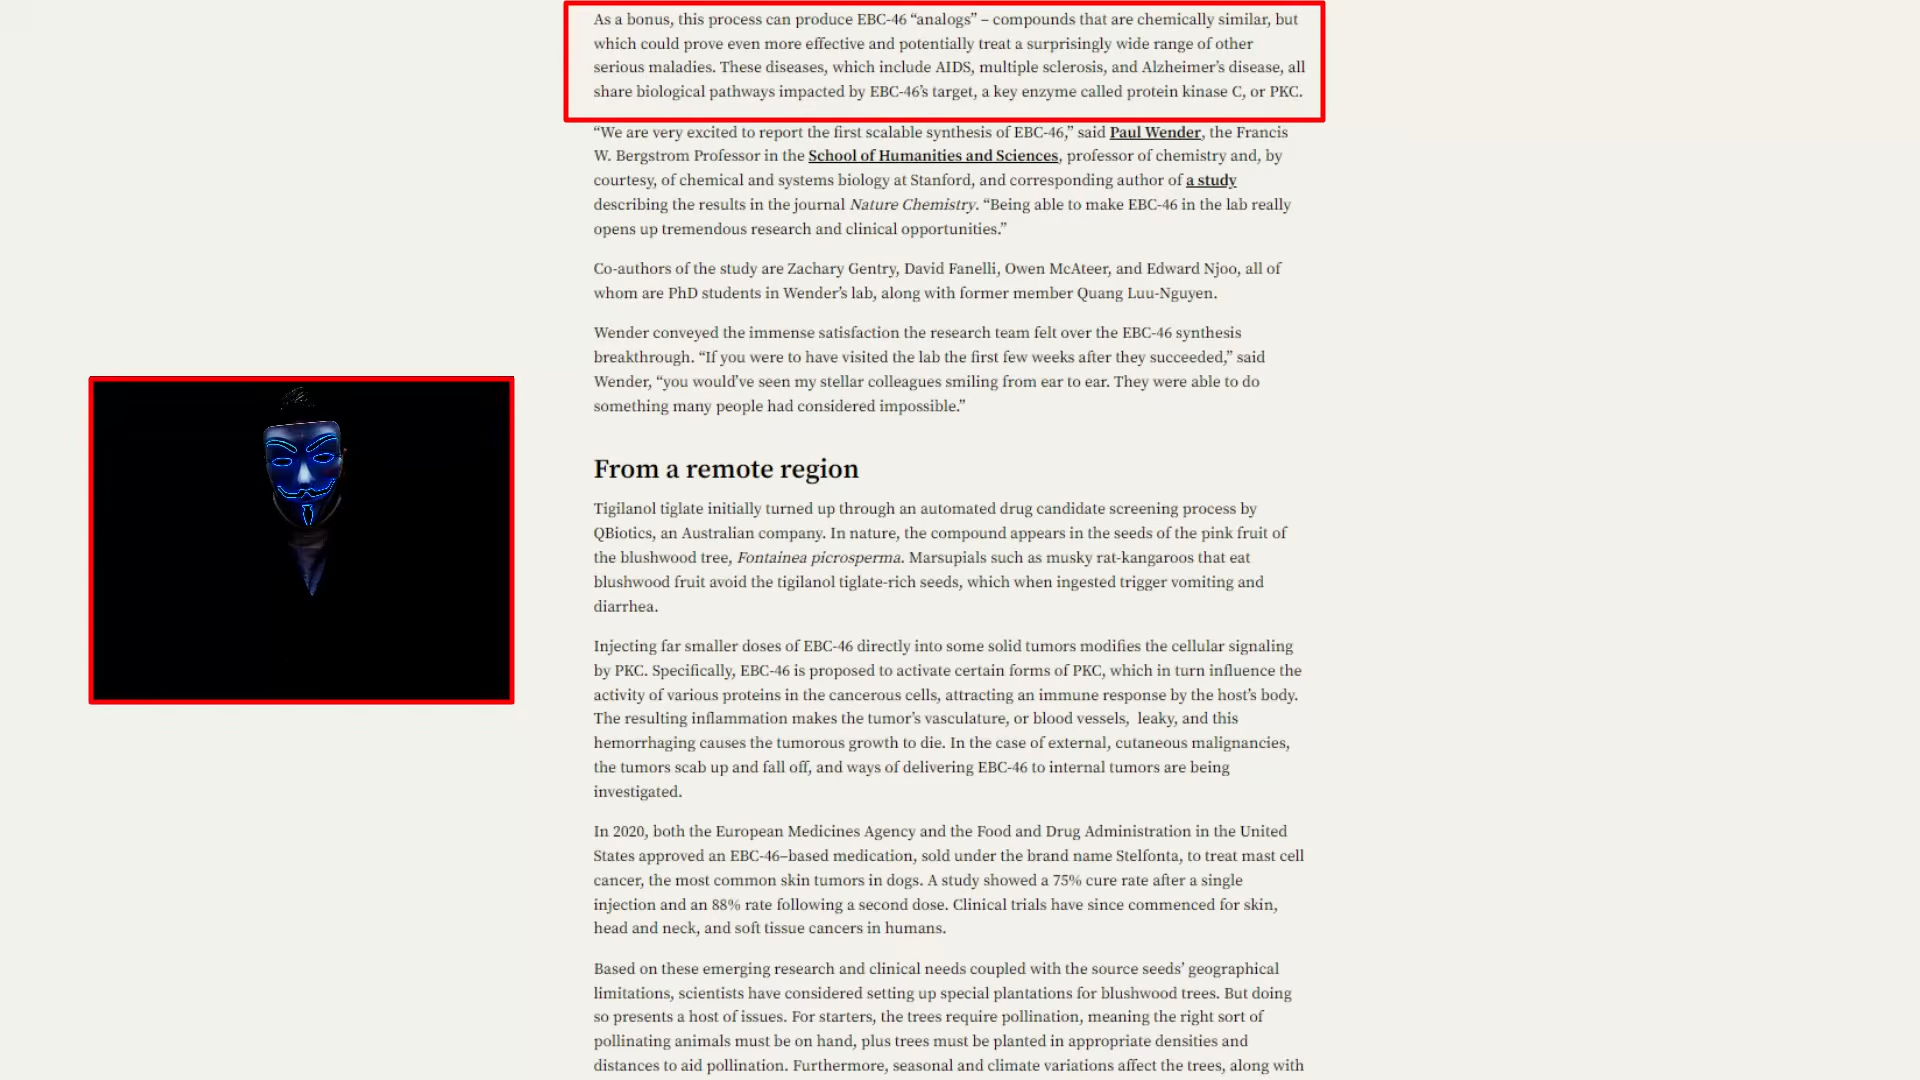 As a bonus, this process can produce EBC-46 “analogs” – compounds that are chemically similar, but
which could prove even more effective and potentially treat a surprisingly wide range of other
serious maladies. These diseases, which include AIDS, multiple sclerosis, and Alzheimer’s disease, all
share biological pathways impacted by EBC-46’s target, a key enzyme called protein kinase C, or PKC.
“We are very excited to report the first scalable synthesis of EBC-46,” said Paul Wender, the Francis
W. Bergstrom Professor in the School of Humanities and Sciences, professor of chemistry and, by
courtesy, of chemical and systems biology at Stanford, and corresponding author of a study
describing the results in the journal Nature Chemistry. “Being able to make EBC-46 in the lab really
opens up tremendous research and clinical opportunities.”
Co-authors of the study are Zachary Gentry, David Fanelli, Owen McAteer, and Edward Njoo, all of
whom are PhD students in Wender’s lab, along with former member Quang Luu-Nguyen.
Wender conveyed the immense satisfaction the research team felt over the EBC-46 synthesis
breakthrough. “If you were to have visited the lab the first few weeks after they succeeded,” said
Wender, “you would’ve seen my stellar colleagues smiling from ear to ear. They were able to do
something many people had considered impossible.”
From a remote region
Tigilanol tiglate initially turned up through an automated drug candidate screening process by
QBiotics, an Australian company. In nature, the compound appears in the seeds of the pink fruit of
the blushwood tree, Fontainea picrosperma. Marsupials such as musky rat-kangaroos that eat
blushwood fruit avoid the tigilanol tiglate-rich seeds, which when ingested trigger vomiting and
diarrhea.
Injecting far smaller doses of EBC-46 directly into some solid tumors modifies the cellular signaling
by PKC. Specifically, EBC-46 is proposed to activate certain forms of PKC, which in turn influence the
activity of various proteins in the cancerous cells, attracting an immune response by the host’s body.
The resulting inflammation makes the tumor’s vasculature, or blood vessels, leaky, and this
hemorrhaging causes the tumorous growth to die. In the case of external, cutaneous malignancies,
the tumors scab up and fall off, and ways of delivering EBC-46 to internal tumors are being
investigated.
In 2020, both the European Medicines Agency and the Food and Drug Administration in the United
States approved an EBC-46–based medication, sold under the brand name Stelfonta, to treat mast cell
cancer, the most common skin tumors in dogs. A study showed a 75% cure rate after a single
injection and an 88% rate following a second dose. Clinical trials have since commenced for skin,
head and neck, and soft tissue cancers in humans.
Based on these emerging research and clinical needs coupled with the source seeds’ geographical
limitations, scientists have considered setting up special plantations for blushwood trees. But doing
so presents a host of issues. For starters, the trees require pollination, meaning the right sort of
pollinating animals must be on hand, plus trees must be planted in appropriate densities and
distances to aid pollination. Furthermore, seasonal and climate variations affect the trees, along with